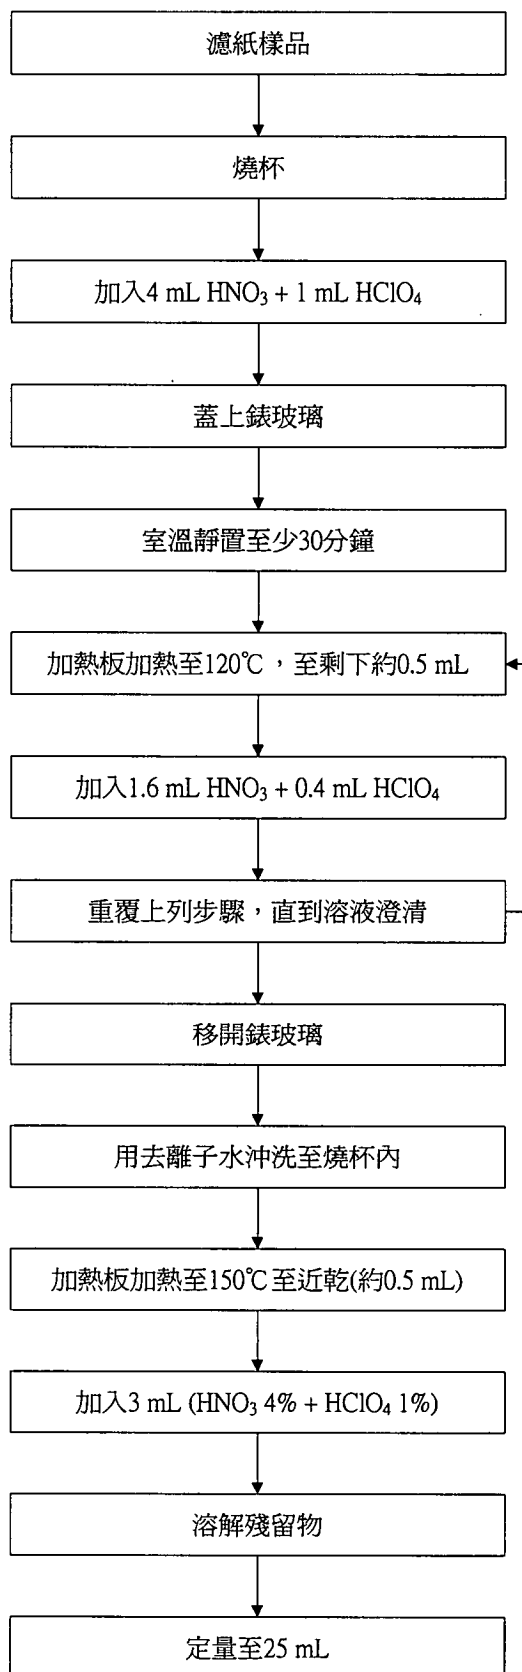 濾紙樣品
燒杯
加入4 mL HNO₃ + 1 mL HClO₄
蓋上錶玻璃
室溫靜置至少30分鐘
加熱板加熱至120℃，至剩下約0.5 mL
加入1.6 mL HNO₃ + 0.4 mL HClO₄
重覆上列步驟，直到溶液澄清
移開錶玻璃
用去離子水沖洗至燒杯內
加熱板加熱至150℃至近乾(約0.5 mL)
加入3 mL (HNO₃ 4% + HClO₄ 1%)
溶解殘留物
定量至25 mL